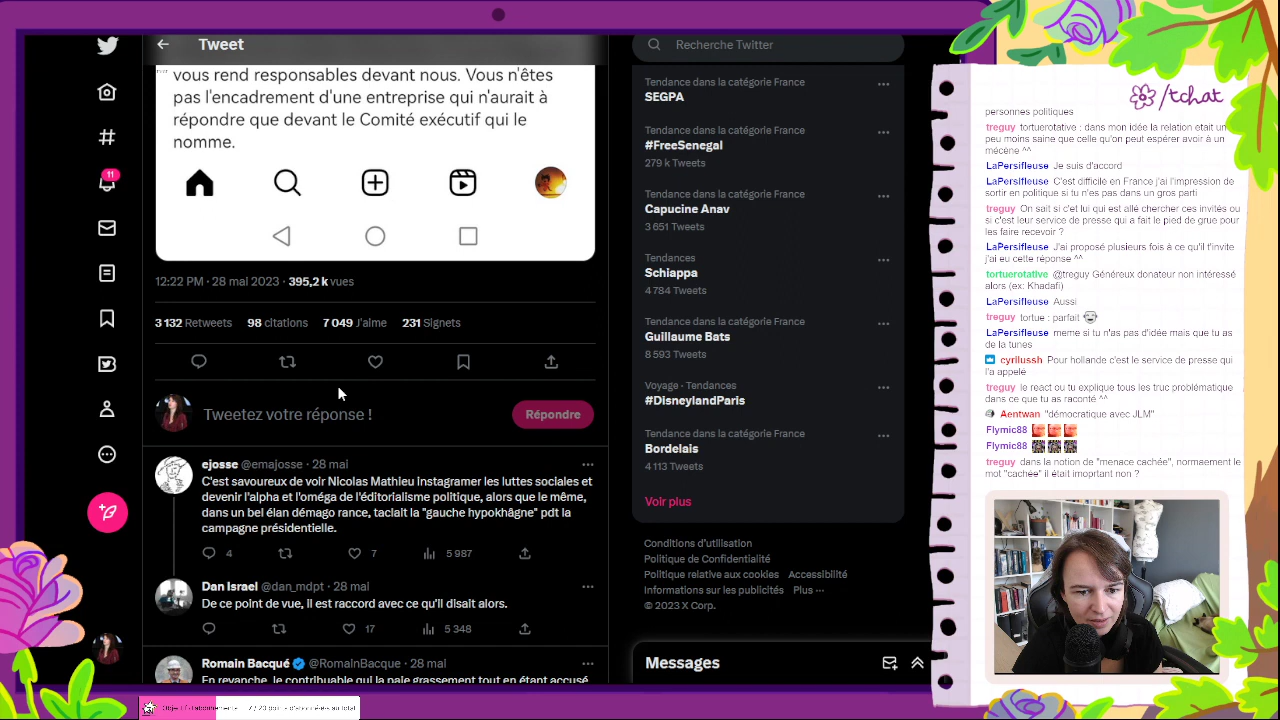 Tweet
vous rend responsables devant nous. Vous n'êtes
pas l'encadrement d'une entreprise qui n'aurait à
répondre que devant le Comité exécutif qui le
nomme.
11
12:22 PM · 28 mai 2023 · 395,2 k vues
3 132 Retweets 98 citations 7 049 J'aime 231 Signets
Tweetez votre réponse !
Répondre
ejosse @emajosse · 28 mai
C'est savoureux de voir Nicolas Mathieu Instagramer les luttes sociales et
devenir l'alpha et l'oméga de l'éditorialisme politique, alors que le même,
dans un bel élan démago rance, taclait la "gauche hypokhâgne" pdt la
campagne présidentielle.
4 7 5 987
Dan Israel @dan_mdpt · 28 mai
De ce point de vue, il est raccord avec ce qu'il disait alors.
17 5 348
Romain Bacqué @RomainBacque · 28 mai
En revanche, le contribuable qui la paie grassement tout en étant accusé
Recherche Twitter
Tendance dans la catégorie France
SEGPA
Tendance dans la catégorie France
#FreeSenegal
279 k Tweets
Tendance dans la catégorie France
Capucine Anav
3 651 Tweets
Tendances
Schiappa
4 784 Tweets
Tendance dans la catégorie France
Guillaume Bats
8 593 Tweets
Voyage · Tendances
#DisneylandParis
Tendance dans la catégorie France
Bordelais
4 113 Tweets
Voir plus
Conditions d'utilisation
Politique de Confidentialité
Politique relative aux cookies Accessibilité
Informations sur les publicités Plus ···
© 2023 X Corp.
Messages
/tchat
personnes politiques
treguy tortuerotative : dans mon idée la relation etait un
peu moins saine que celle qu'on peut espérer avoir à un
mécène ^^
LaPersifleuse Je suis d'accord
LaPersifleuse C'est difficile en France j'ai l'impression de
sortir en politique si tu n'es pas dans un gros parti
treguy On sait si c'et lui qui est allé chercher ces invités ou
si c'est leur service de presse qui a fait le pied de grue pour
les faire recevoir ?
LaPersifleuse J'ai proposé plusieurs fois à ce qu'il t'invite
j'ai eu cette réponse ^^
tortuerotative @treguy Généreux donateur non intéressé
alors (ex: Khadafi)
LaPersifleuse Aussi
treguy tortue : parfait
LaPersifleuse meme si tu n'as pas d'idée mais que tu as
de la tunes
cyrilussh Pour hollande c'est le service de presse qui
l'a appelé
treguy le react ou tu explique tous les truc problématique
dans ce que tu as raconté ^^
Aentwan "démocratique avec JLM"
Flymic88
Flymic88
treguy dans la notion de "menace cachée", normaement le
mot "cachée" il était important non ?